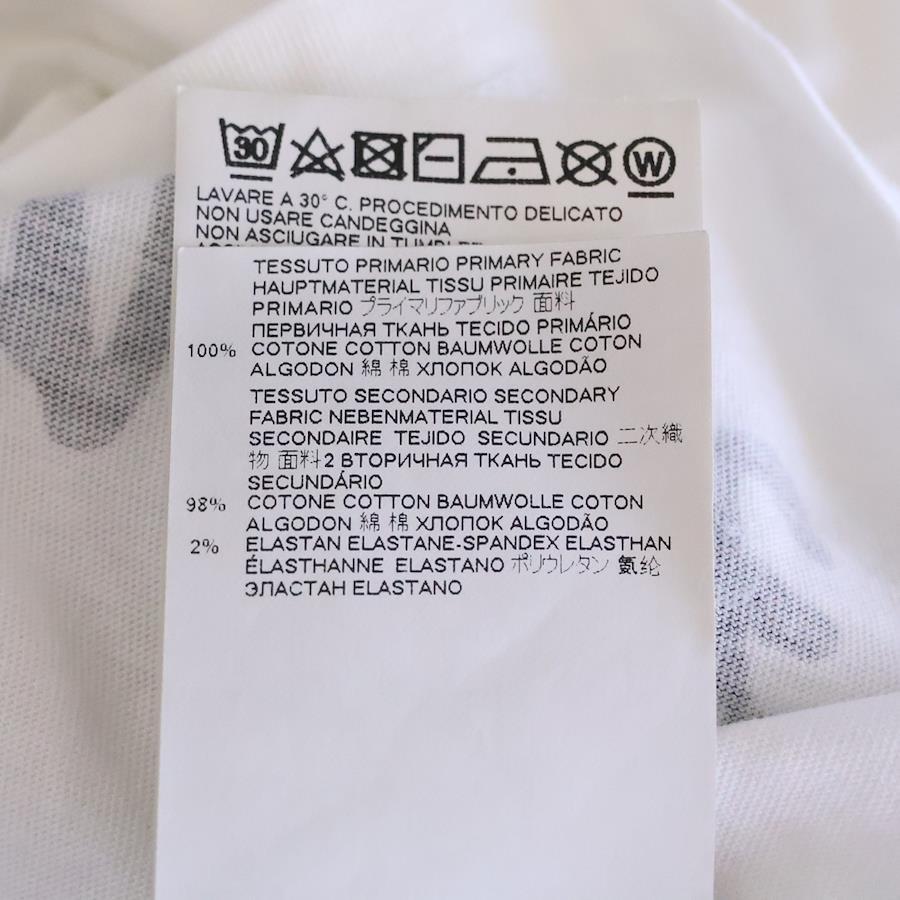 30
W
LAVARE A 30° C. PROCEDIMENTO DELICATO
NON USARE CANDEGGINA
NON ASCIUGARE IN
TESSUTO PRIMARIO PRIMARY FABRIC
HAUPTMATERIAL TISSU PRIMAIRE TEJIDO
PRIMARIO プライマリファブリック 面料
ПЕРВИЧНАЯ ТКАНЬ TECIDO PRIMÁRIO
100% COTONE COTTON BAUMWOLLE COTON
ALGODON 綿 棉 ХЛОПОК ALGODÃO
TESSUTO SECONDARIO SECONDARY
FABRIC NEBENMATERIAL TISSU
SECONDAIRE TEJIDO SECUNDARIO 二次織
物 面料2 ВТОРИЧНАЯ ТКАНЬ TECIDO
SECUNDÁRIO
98% COTONE COTTON BAUMWOLLE COTON
ALGODON 綿 棉 ХЛОПОК ALGODÃO
2% ELASTAN ELASTANE-SPANDEX ELASTHAN
ÉLASTHANNE ELASTANO ポリウレタン 氨纶
ЭЛАСТАН ELASTANO